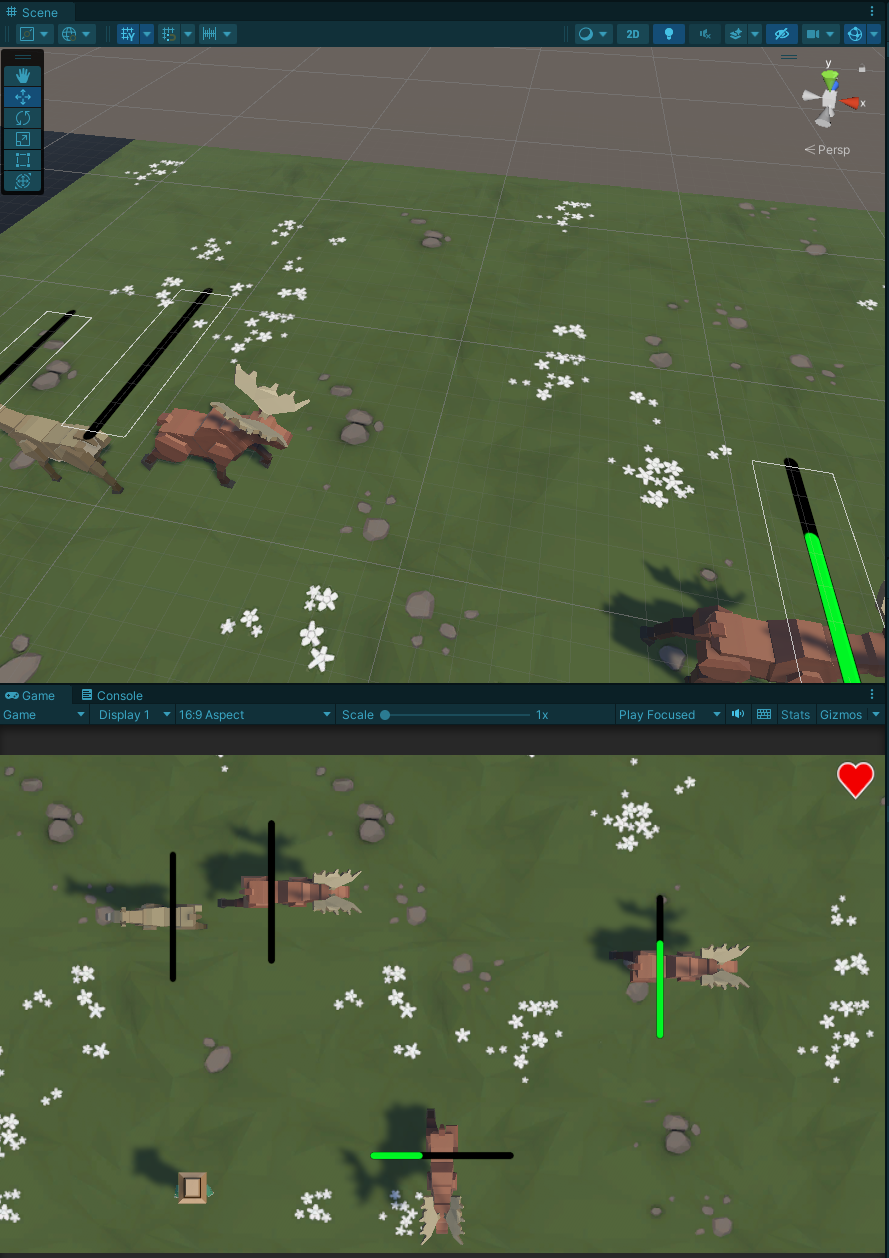 Scene
2D
y
x
Persp
Game
Console
Game
Display 1
16:9 Aspect
Scale
1x
Play Focused
Stats
Gizmos